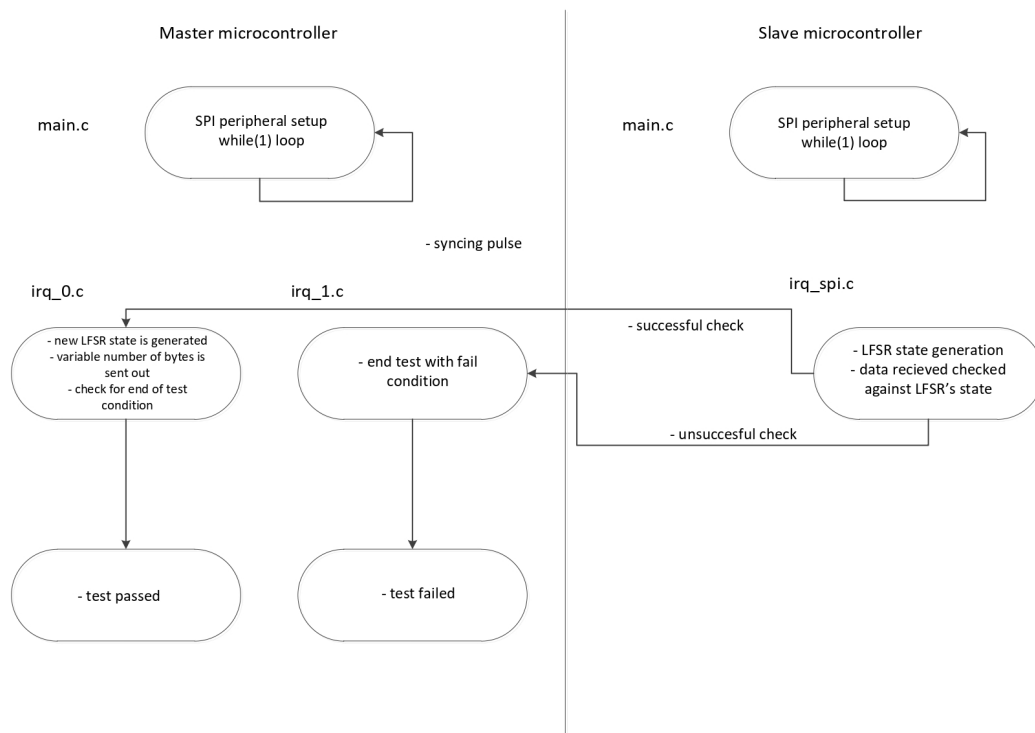 Master microcontroller
Slave microcontroller
main.c
SPI peripheral setup
while(1) loop
main.c
SPI peripheral setup
while(1) loop
- syncing pulse
irq_0.c
irq_1.c
irq_spi.c
- successful check
- new LFSR state is generated
- variable number of bytes is
sent out
- check for end of test
condition
- end test with fail
condition
- LFSR state generation
- data recieved checked
against LFSR's state
- unsuccesful check
- test passed
- test failed